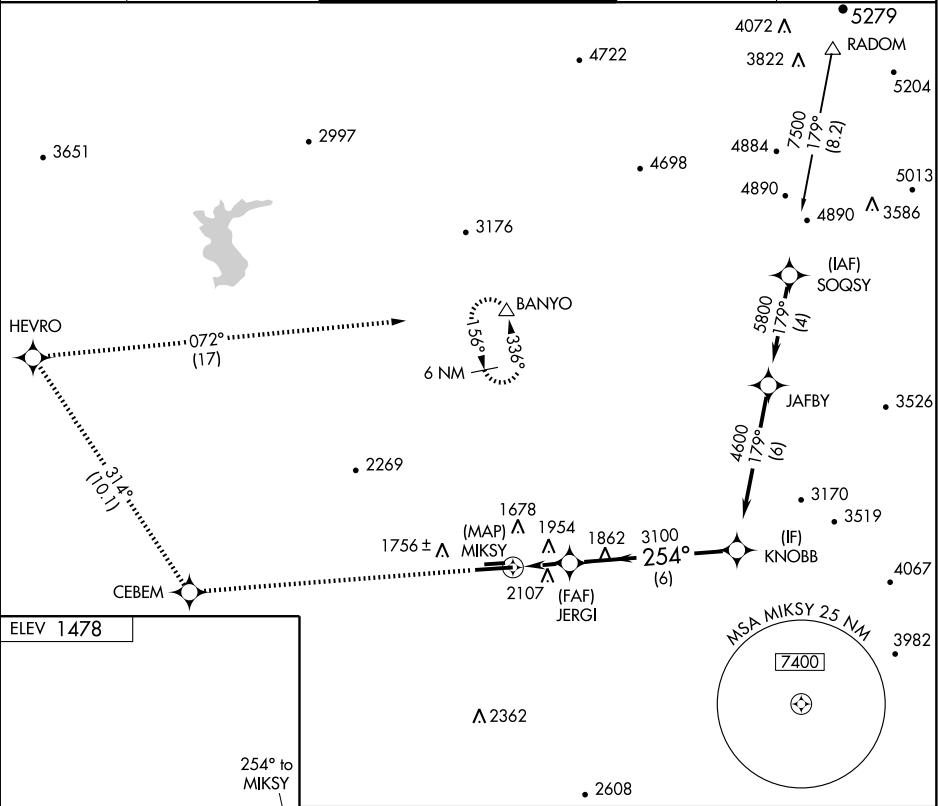 4072
5279
RADOM
3822
4722
5204
7500
179°
(8.2)
2997
3651
4884
4698
5013
4890
3586
4890
3176
(IAF)
SOQSY
BANYO
5800
179°
(4)
HEVRO
072°
(17)
156°
336°
6 NM
JAFBY
3526
4600
179°
(6)
314°
(10.1)
2269
3170
3519
1678
(MAP)
MIKSY
1954
1862
3100
254°
(6)
(IF)
KNOBB
1756 ±
2107
(FAF)
JERGI
4067
CEBEM
ELEV 1478
MSA MIKSY 25 NM
3982
7400
2362
254° to
MIKSY
2608